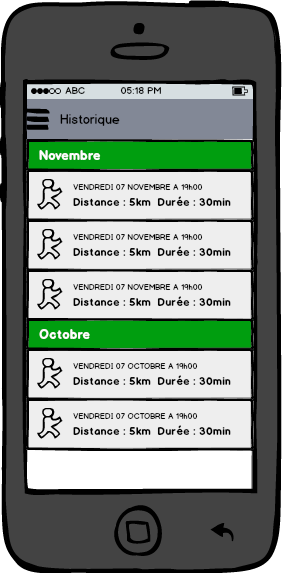 ABC 05:18 PM
Historique
Novembre
VENDREDI 07 NOVEMBRE A 19h00
Distance : 5km Durée : 30min
VENDREDI 07 NOVEMBRE A 19h00
Distance : 5km Durée : 30min
VENDREDI 07 NOVEMBRE A 19h00
Distance : 5km Durée : 30min
Octobre
VENDREDI 07 OCTOBRE A 19h00
Distance : 5km Durée : 30min
VENDREDI 07 OCTOBRE A 19h00
Distance : 5km Durée : 30min